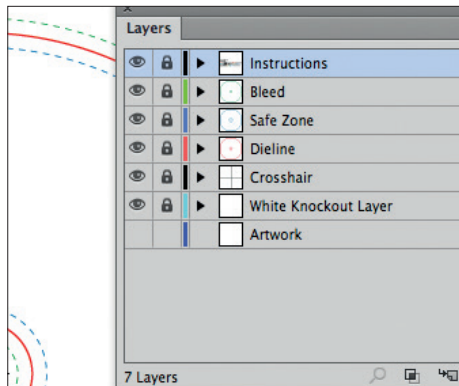 Layers
Instructions
Bleed
Safe Zone
Dieline
Crosshair
White Knockout Layer
Artwork
7 Layers